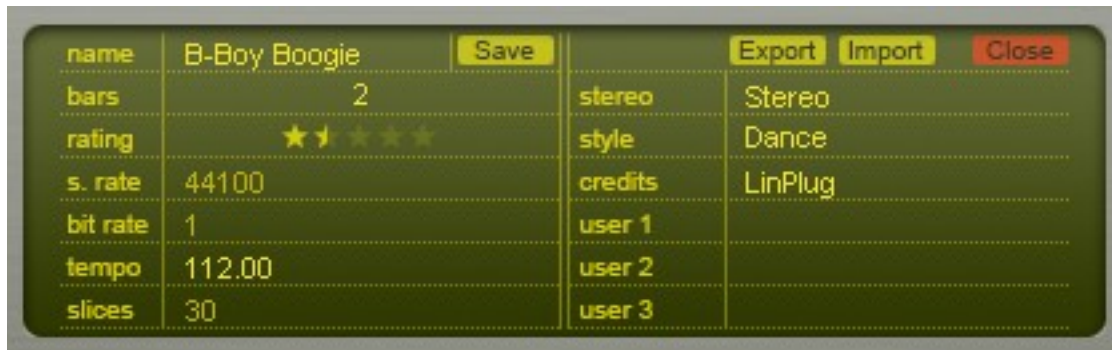 name B-Boy Boogie Save Export Import Close
bars 2 stereo Stereo
rating style Dance
s. rate 44100 credits LinPlug
bit rate 1 user 1
tempo 112.00 user 2
slices 30 user 3